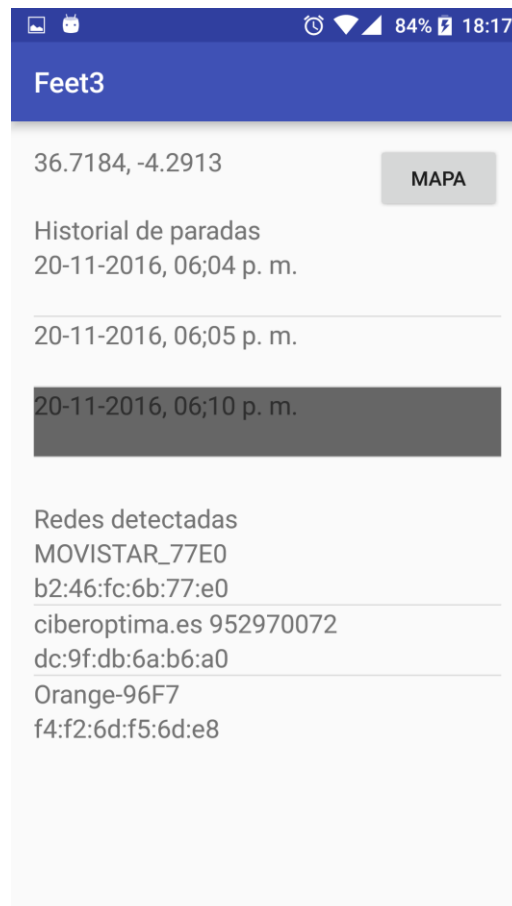 84% 18:17
Feet3
36.7184, -4.2913
MAPA
Historial de paradas
20-11-2016, 06;04 p. m.
20-11-2016, 06;05 p. m.
20-11-2016, 06;10 p. m.
Redes detectadas
MOVISTAR_77E0
b2:46:fc:6b:77:e0
ciberoptima.es 952970072
dc:9f:db:6a:b6:a0
Orange-96F7
f4:f2:6d:f5:6d:e8